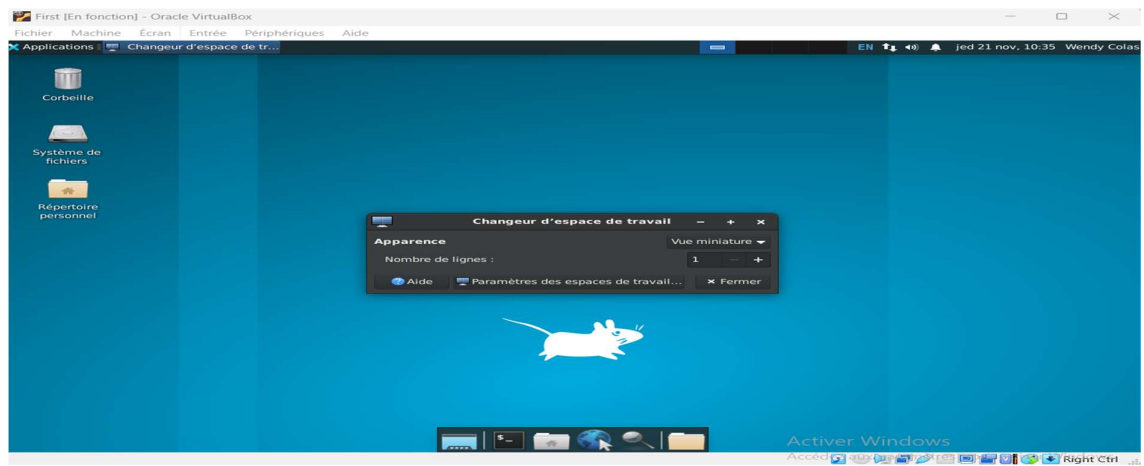 First [En fonction] - Oracle VirtualBox
Fichier Machine Écran Entrée Périphériques Aide
Applications Changeur d'espace de tr... EN jed 21 nov, 10:35 Wendy Colas
Corbeille
Système de
fichiers
Répertoire
personnel
Changeur d'espace de travail
Apparence Vue miniature
Nombre de lignes : 1 − +
Aide Paramètres des espaces de travail... Fermer
Activer Windows
Right Ctrl